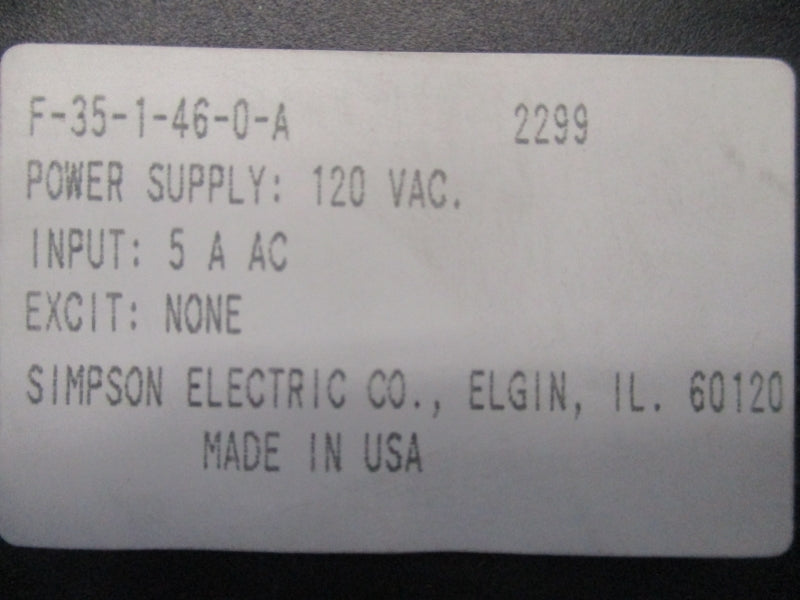 F-35-1-46-0-A 2299
POWER SUPPLY: 120 VAC.
INPUT: 5 A AC
EXCIT: NONE
SIMPSON ELECTRIC CO., ELGIN, IL. 60120
MADE IN USA